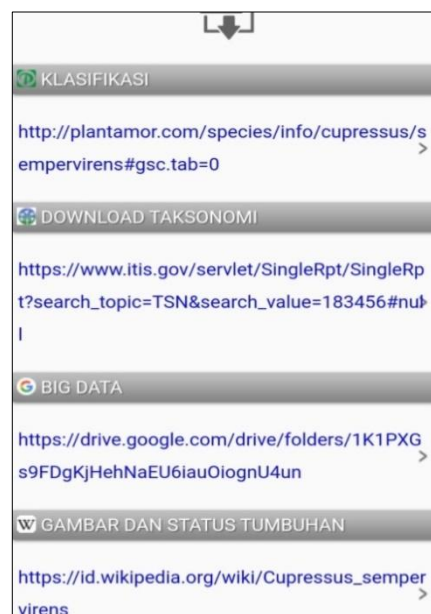 KLASIFIKASI
http://plantamor.com/species/info/cupressus/s
empervirens#gsc.tab=0
DOWNLOAD TAKSONOMI
https://www.itis.gov/servlet/SingleRpt/SingleRp
t?search_topic=TSN&search_value=183456#nul
l
BIG DATA
https://drive.google.com/drive/folders/1K1PXG
s9FDgKjHehNaEU6iauOiognU4un
GAMBAR DAN STATUS TUMBUHAN
https://id.wikipedia.org/wiki/Cupressus_semper
virens